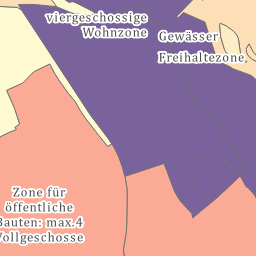 viergeschossige
Wohnzone
Gewässer
Freihaltezone
Zone für
öffentliche
Bauten: max.4
Vollgeschosse